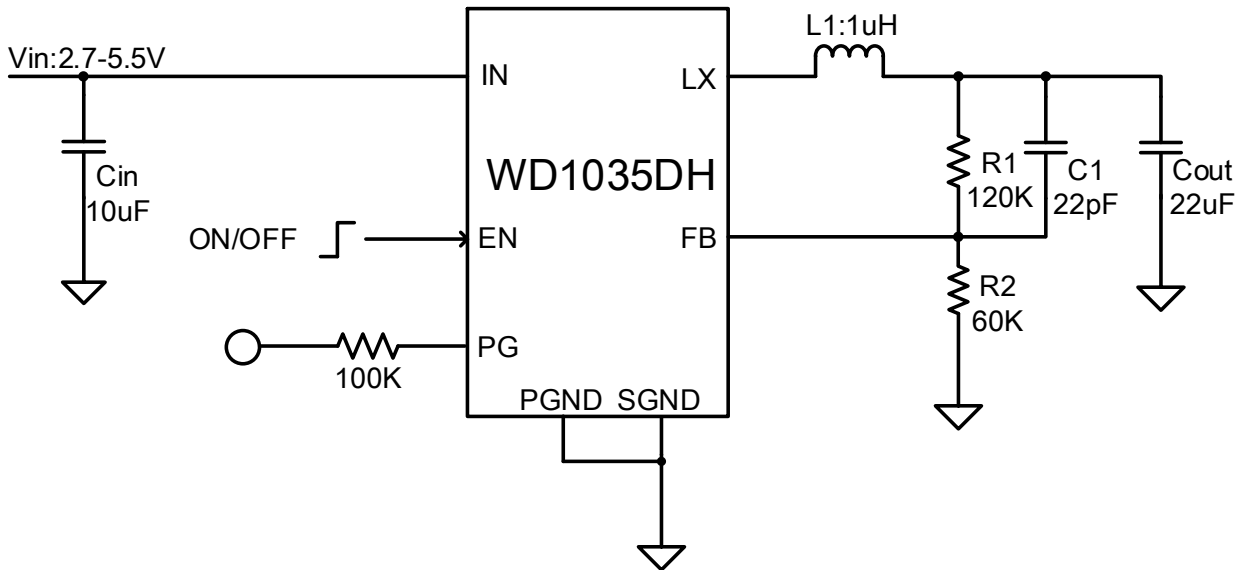 Vin:2.7-5.5V
Cin
10uF
ON/OFF
100K
IN
LX
WD1035DH
EN
FB
PG
PGND SGND
L1:1uH
R1
120K
C1
22pF
Cout
22uF
R2
60K